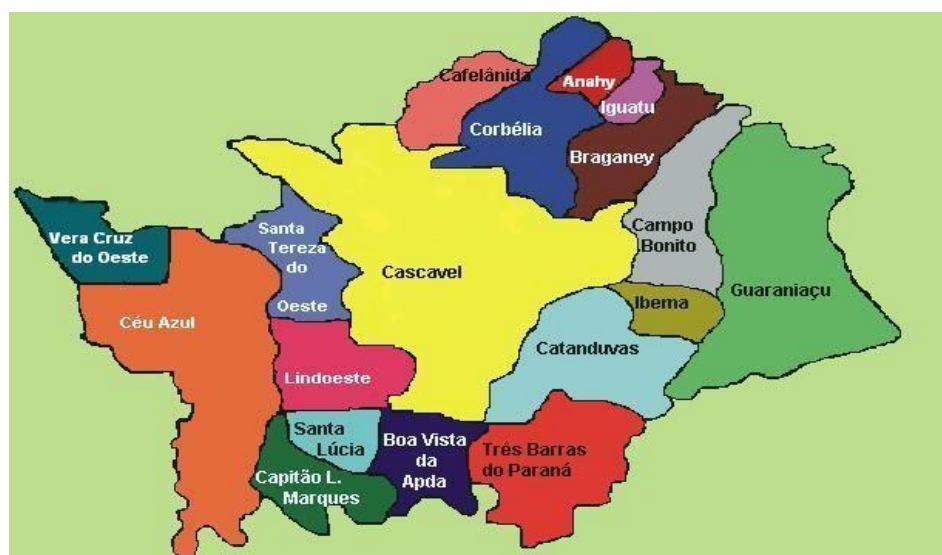 Cafelânida
Anahy
Iguatu
Corbélia
Braganey
Vera Cruz
do Oeste
Santa
Tereza
do
Oeste
Campo
Bonito
Cascavel
Guaraniaçu
Ibema
Céu Azul
Catanduvas
Lindoeste
Santa
Lúcia
Boa Vista
da
Apda
Três Barras
do Paraná
Capitão L.
Marques